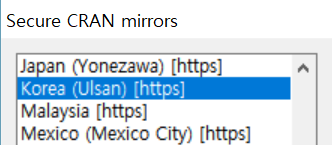 Secure CRAN mirrors
Japan (Yonezawa) [https]
Korea (Ulsan) [https]
Malaysia [https]
Mexico (Mexico City) [https]